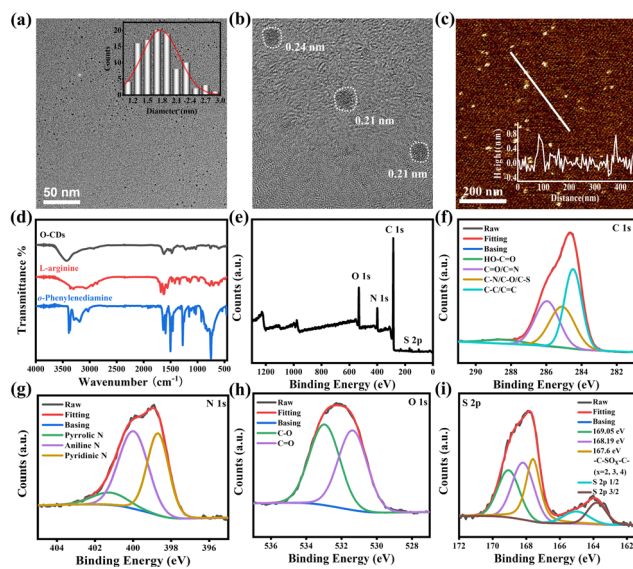 (a)
Counts
20
10
0
1.2 1.5 1.8 2.1 2.4 2.7 3.0
Diameter (nm)
50 nm
(b)
0.24 nm
0.21 nm
0.21 nm
(c)
Height(nm)
0.8
0.4
0.0
-0.4
0 100 200 300 400
Distance(nm)
200 nm
(d)
O-CDs
L-arginine
o-Phenylenediamine
Transmittance %
4000 3500 3000 2500 2000 1500 1000 500
Wavenumber (cm-1)
(e)
C 1s
O 1s
N 1s
S 2p
Counts (a.u.)
1200 1000 800 600 400 200 0
Binding Energy (eV)
(f)
C 1s
Raw
Fitting
Basing
HO-C=O
C=O/C=N
C-N/C-O/C-S
C-C/C=C
Counts (a.u.)
290 288 286 284 282
Binding Energy (eV)
(g)
N 1s
Raw
Fitting
Basing
Pyrrolic N
Aniline N
Pyridinic N
Counts (a.u.)
404 402 400 398 396
Binding Energy (eV)
(h)
O 1s
Raw
Fitting
Basing
C-O
C=O
Counts (a.u.)
536 534 532 530 528
Binding Energy (eV)
(i)
S 2p
Raw
Fitting
Basing
169.05 eV
168.19 eV
167.6 eV
-C-SOx-C-
(x=2, 3, 4)
S 2p 1/2
S 2p 3/2
Counts (a.u.)
172 170 168 166 164 162
Binding Energy (eV)